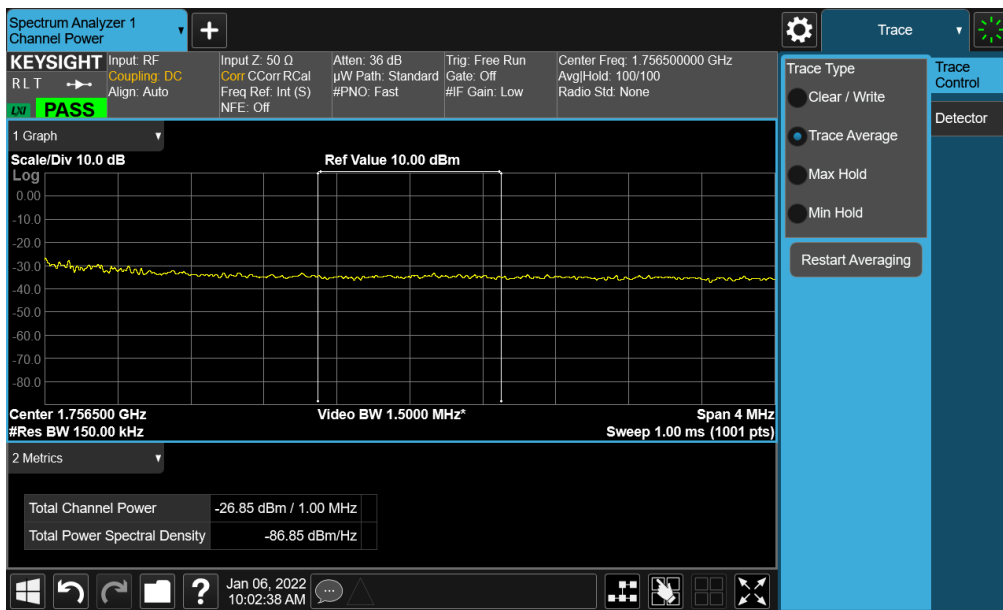 Spectrum Analyzer 1
Channel Power
Trace
KEYSIGHT
R L T
LXI
PASS
Input: RF
Coupling: DC
Align: Auto
Input Z: 50 Ω
Corr CCorr RCal
Freq Ref: Int (S)
NFE: Off
Atten: 36 dB
µW Path: Standard
#PNO: Fast
Trig: Free Run
Gate: Off
#IF Gain: Low
Center Freq: 1.756500000 GHz
Avg|Hold: 100/100
Radio Std: None
1 Graph
Scale/Div 10.0 dB
Ref Value 10.00 dBm
Log
0.00
-10.0
-20.0
-30.0
-40.0
-50.0
-60.0
-70.0
-80.0
Center 1.756500 GHz
Video BW 1.5000 MHz*
Span 4 MHz
#Res BW 150.00 kHz
Sweep 1.00 ms (1001 pts)
2 Metrics
Total Channel Power -26.85 dBm / 1.00 MHz
Total Power Spectral Density -86.85 dBm/Hz
Trace Type
Clear / Write
Trace Average
Max Hold
Min Hold
Restart Averaging
Trace
Control
Detector
?
Jan 06, 2022
10:02:38 AM